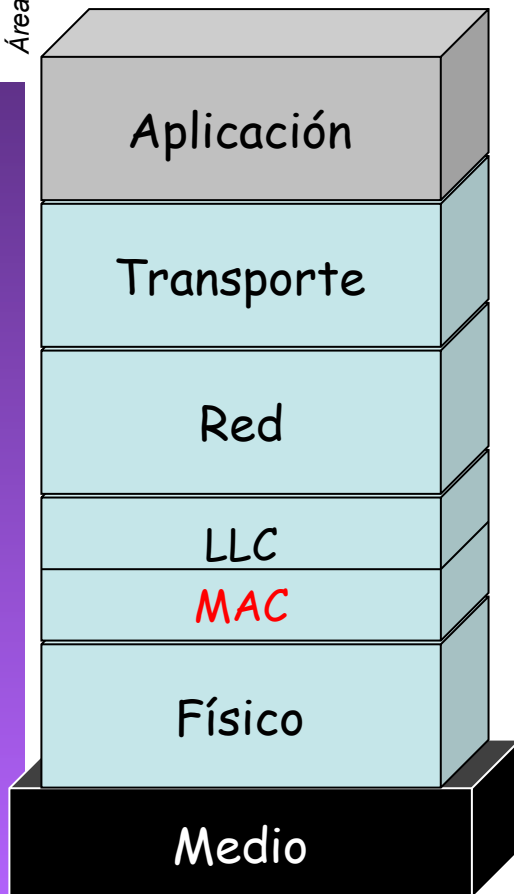 Área
Aplicación
Transporte
Red
LLC
MAC
Físico
Medio